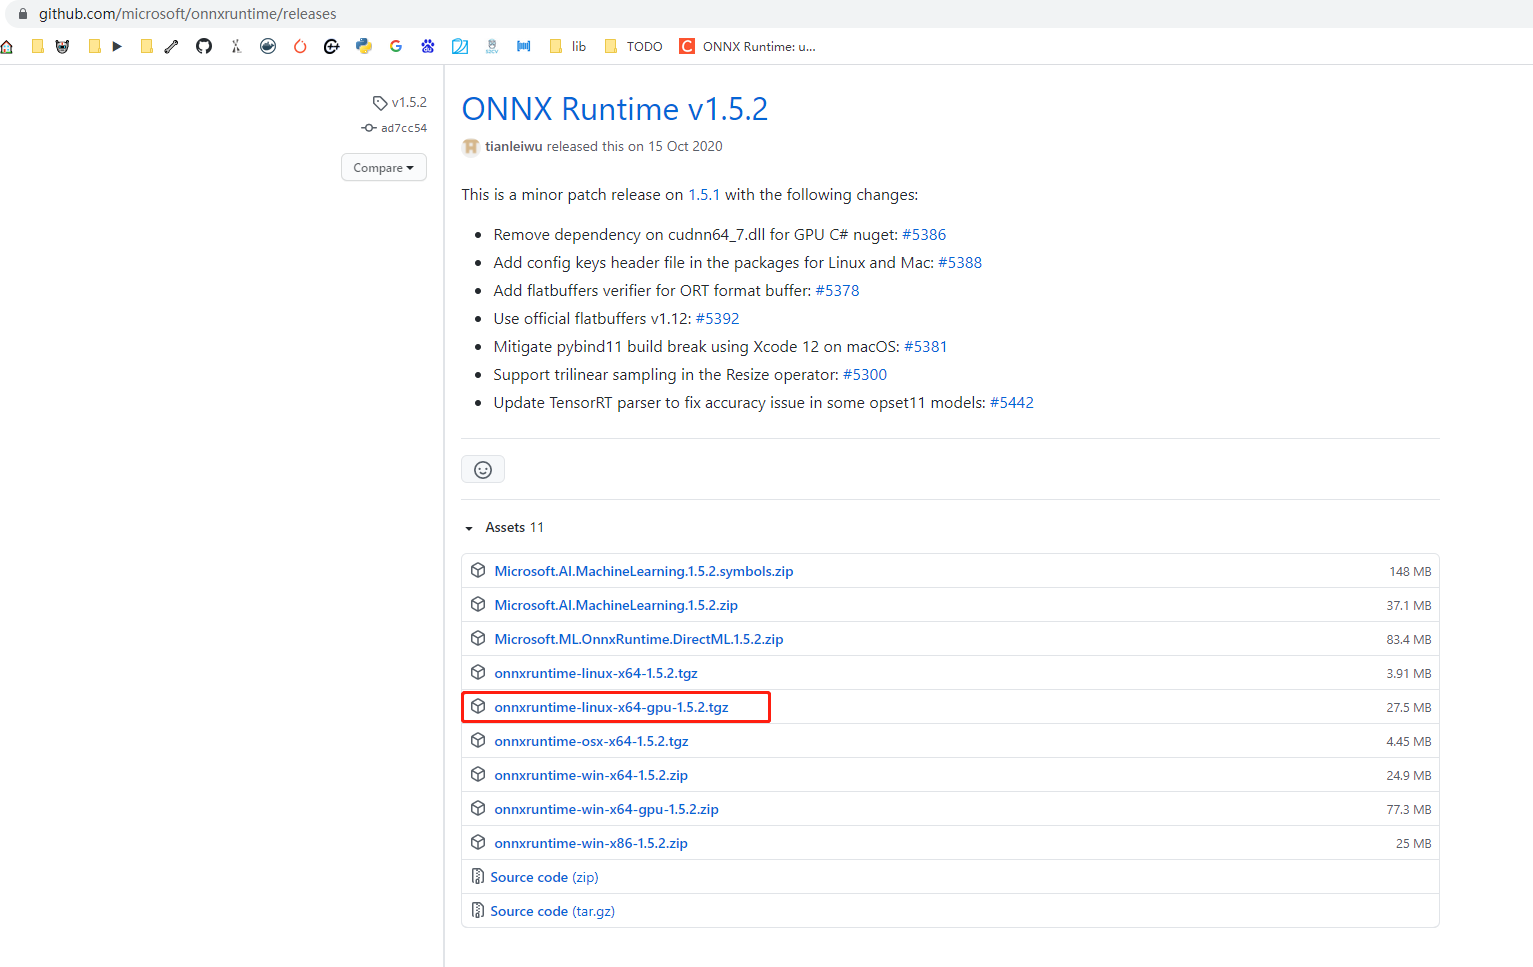 github.com/microsoft/onnxruntime/releases
lib TODO C ONNX Runtime: u...
v1.5.2
ad7cc54
Compare
ONNX Runtime v1.5.2
tianleiwu released this on 15 Oct 2020
This is a minor patch release on 1.5.1 with the following changes:
Remove dependency on cudnn64_7.dll for GPU C# nuget: #5386
Add config keys header file in the packages for Linux and Mac: #5388
Add flatbuffers verifier for ORT format buffer: #5378
Use official flatbuffers v1.12: #5392
Mitigate pybind11 build break using Xcode 12 on macOS: #5381
Support trilinear sampling in the Resize operator: #5300
Update TensorRT parser to fix accuracy issue in some opset11 models: #5442
Assets 11
Microsoft.AI.MachineLearning.1.5.2.symbols.zip 148 MB
Microsoft.AI.MachineLearning.1.5.2.zip 37.1 MB
Microsoft.ML.OnnxRuntime.DirectML.1.5.2.zip 83.4 MB
onnxruntime-linux-x64-1.5.2.tgz 3.91 MB
onnxruntime-linux-x64-gpu-1.5.2.tgz 27.5 MB
onnxruntime-osx-x64-1.5.2.tgz 4.45 MB
onnxruntime-win-x64-1.5.2.zip 24.9 MB
onnxruntime-win-x64-gpu-1.5.2.zip 77.3 MB
onnxruntime-win-x86-1.5.2.zip 25 MB
Source code (zip)
Source code (tar.gz)